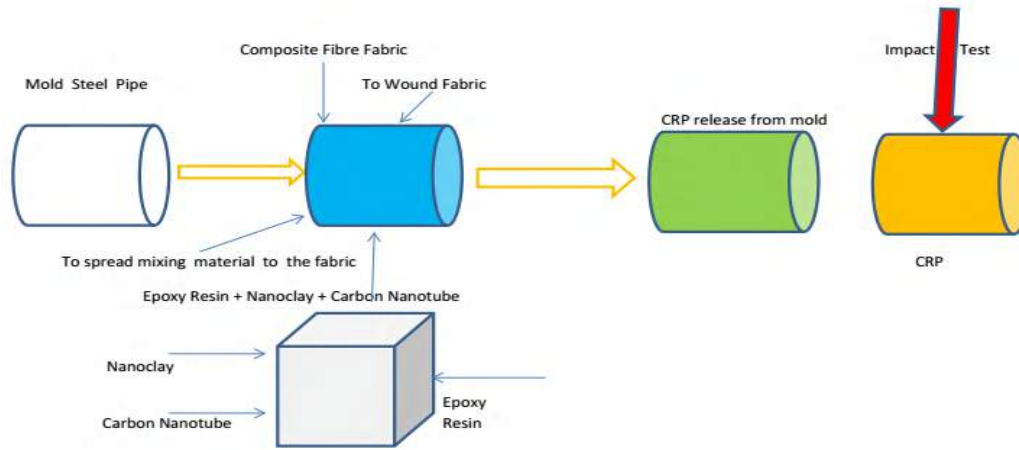 Composite Fibre Fabric
Impact Test
Mold Steel Pipe
To Wound Fabric
CRP release from mold
To spread mixing material to the fabric
CRP
Epoxy Resin + Nanoclay + Carbon Nanotube
Nanoclay
Carbon Nanotube
Epoxy
Resin